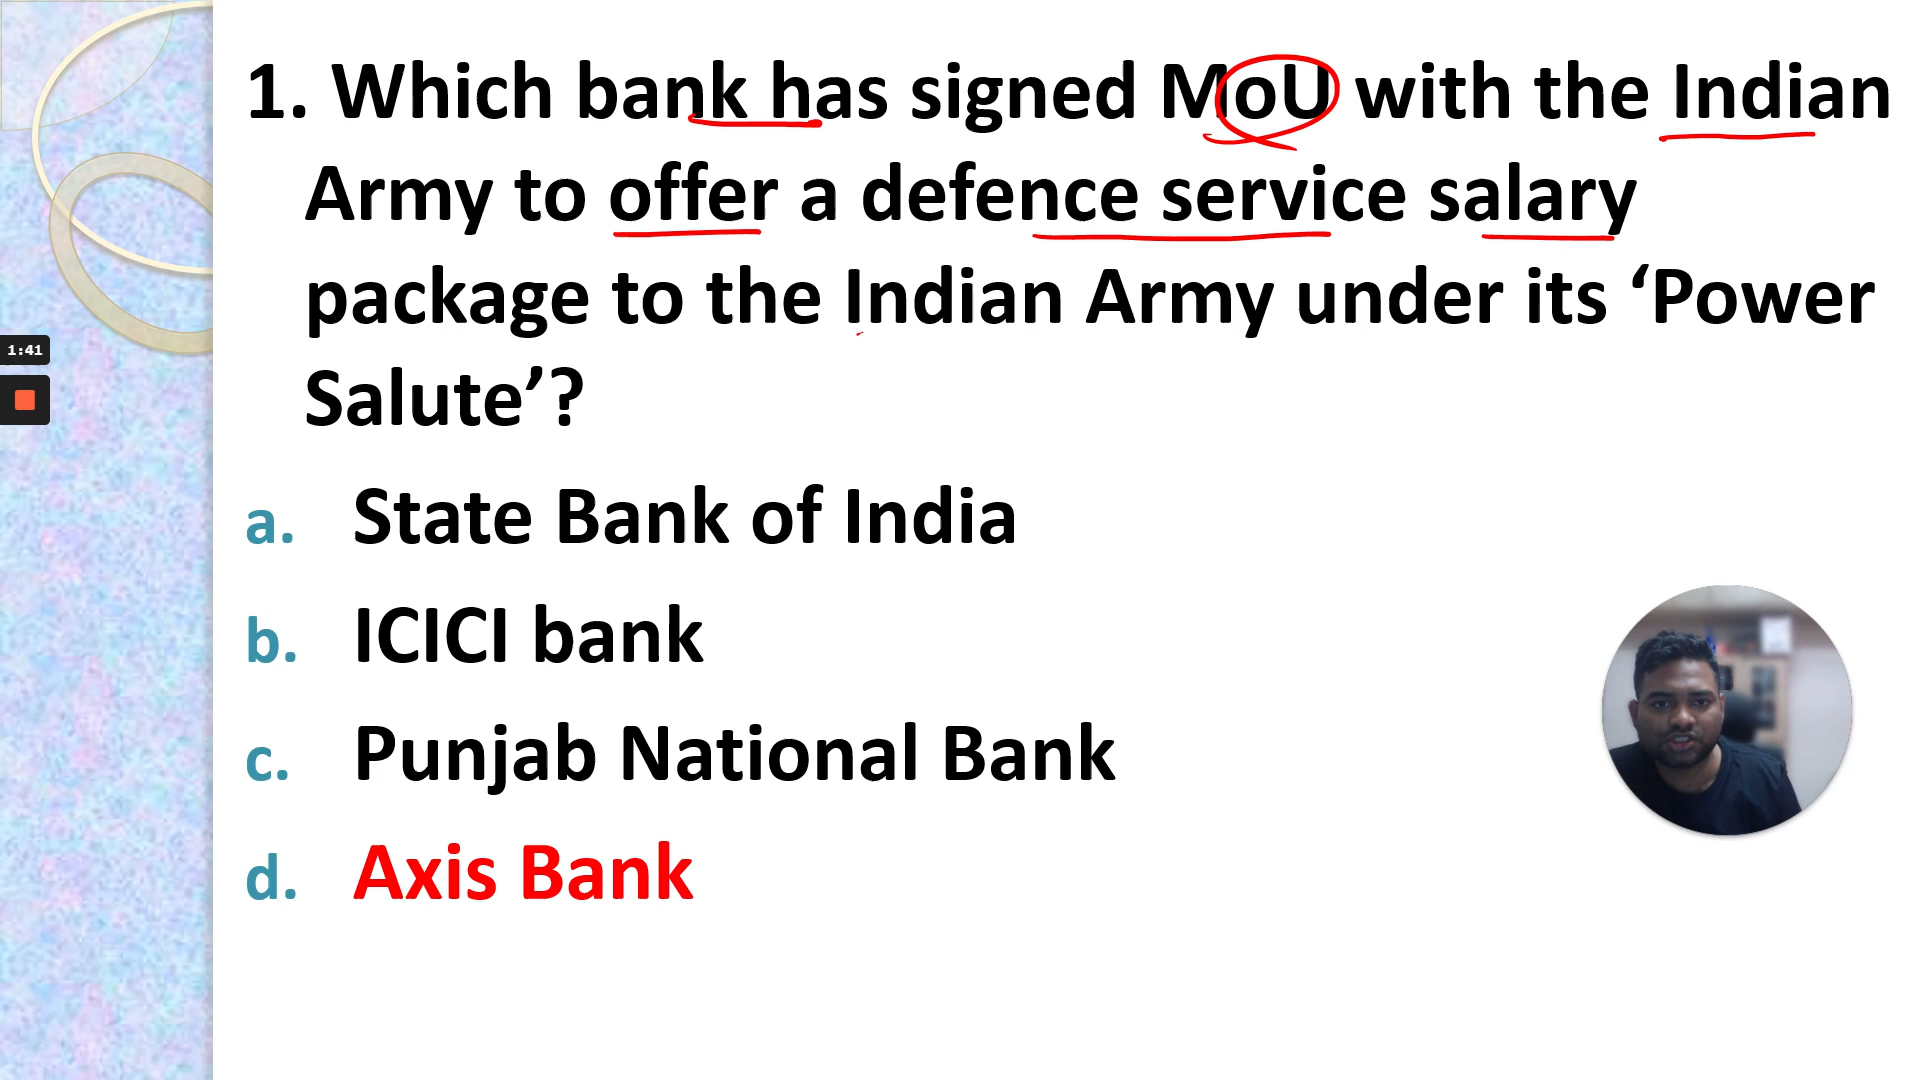 1. Which bank has signed MoU with the Indian
Army to offer a defence service salary
package to the Indian Army under its ‘Power
Salute’?
a. State Bank of India
b. ICICI bank
c. Punjab National Bank
d. Axis Bank
1:41